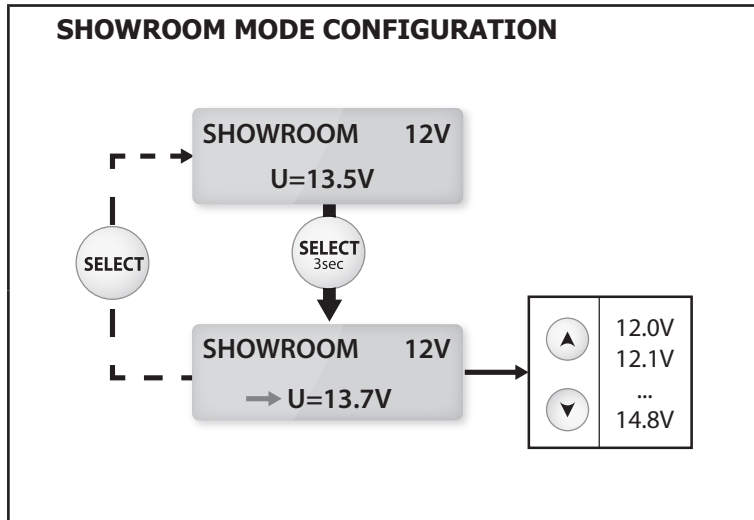 SHOWROOM MODE CONFIGURATION
SHOWROOM 12V
U=13.5V
SELECT
SELECT
3sec
SHOWROOM 12V
U=13.7V
12.0V
12.1V
...
14.8V